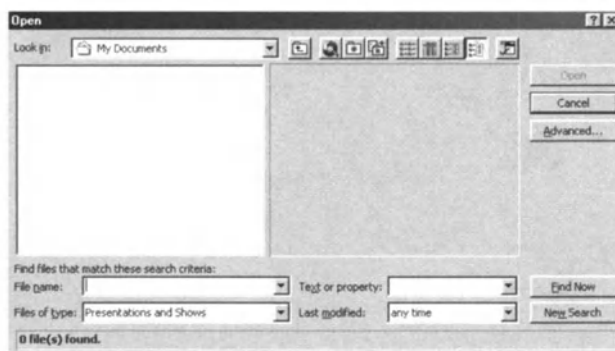 Open
Look in: My Documents
Open
Cancel
Advanced...
Find files that match these search criteria:
File name: Text or property: Find Now
Files of type: Presentations and Shows Last modified: any time New Search
0 file(s) found.